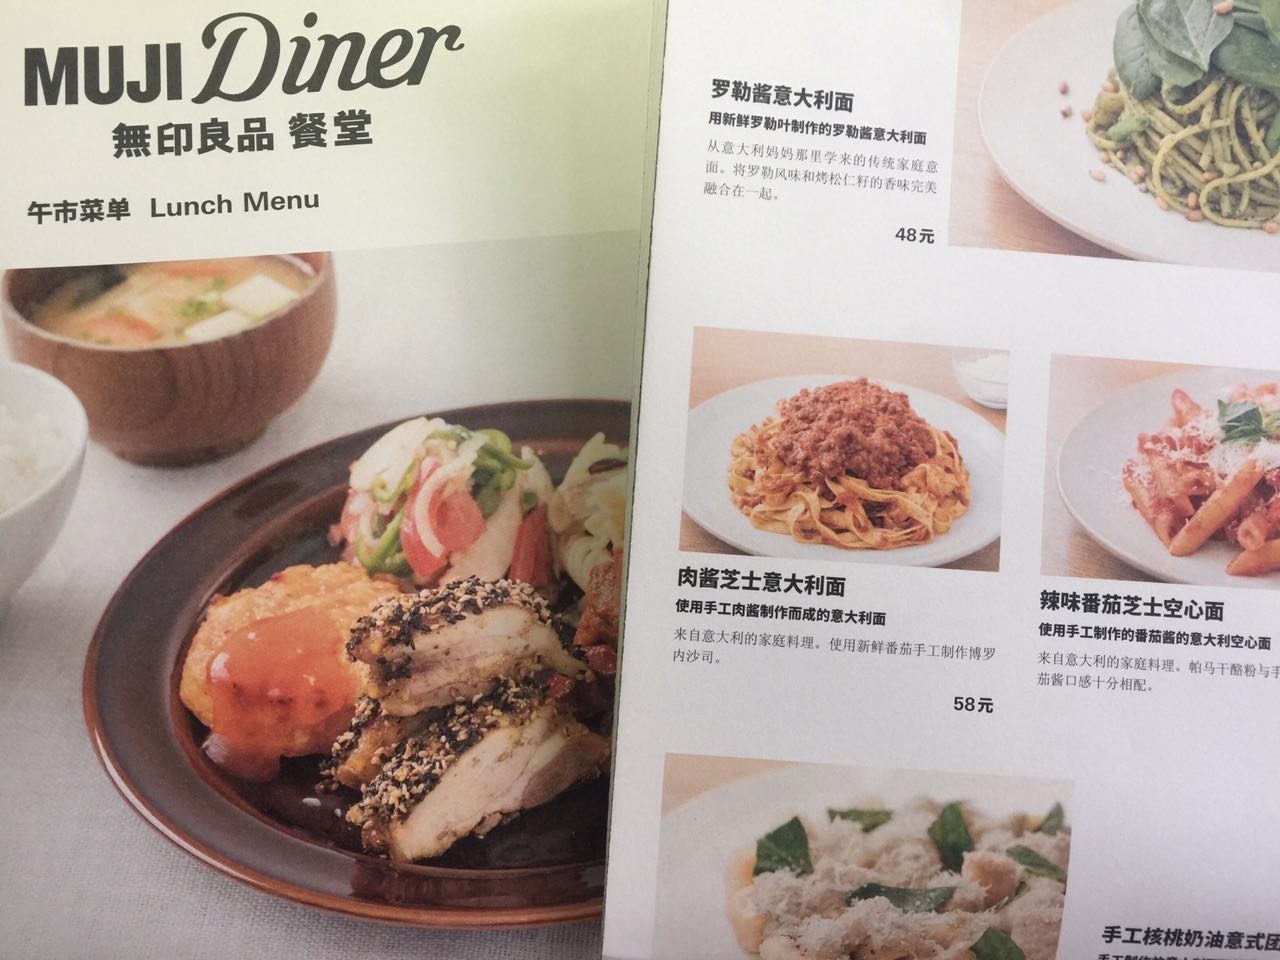 MUJI Diner
無印良品 餐堂
午市菜单 Lunch Menu
罗勒酱意大利面
用新鲜罗勒叶制作的罗勒酱意大利面
从意大利妈妈那里学来的传统家庭意
面。将罗勒风味和烤松仁籽的香味完美
融合在一起。
48元
肉酱芝士意大利面
使用手工肉酱制作而成的意大利面
来自意大利的家庭料理。使用新鲜番茄手工制作博罗
内沙司。
58元
辣味番茄芝士空心面
使用手工制作的番茄酱的意大利空心面
来自意大利的家庭料理。帕马干酪粉与手
茄酱口感十分相配。
手工核桃奶油意式团